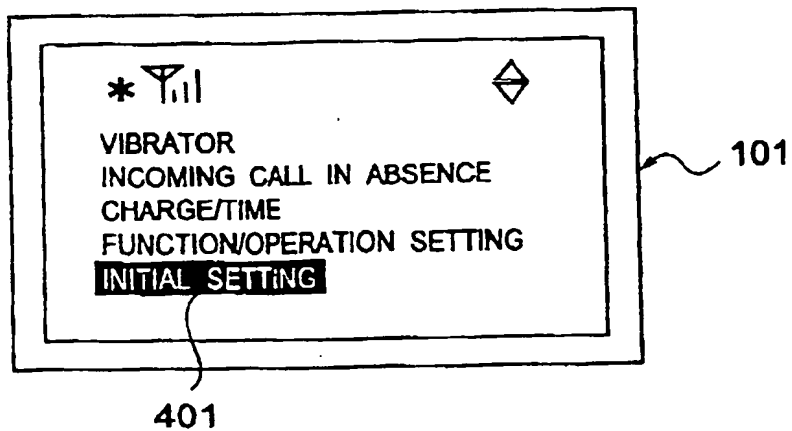 *
VIBRATOR
INCOMING CALL IN ABSENCE
CHARGE/TIME
FUNCTION/OPERATION SETTING
INITIAL SETTiNG
101
401